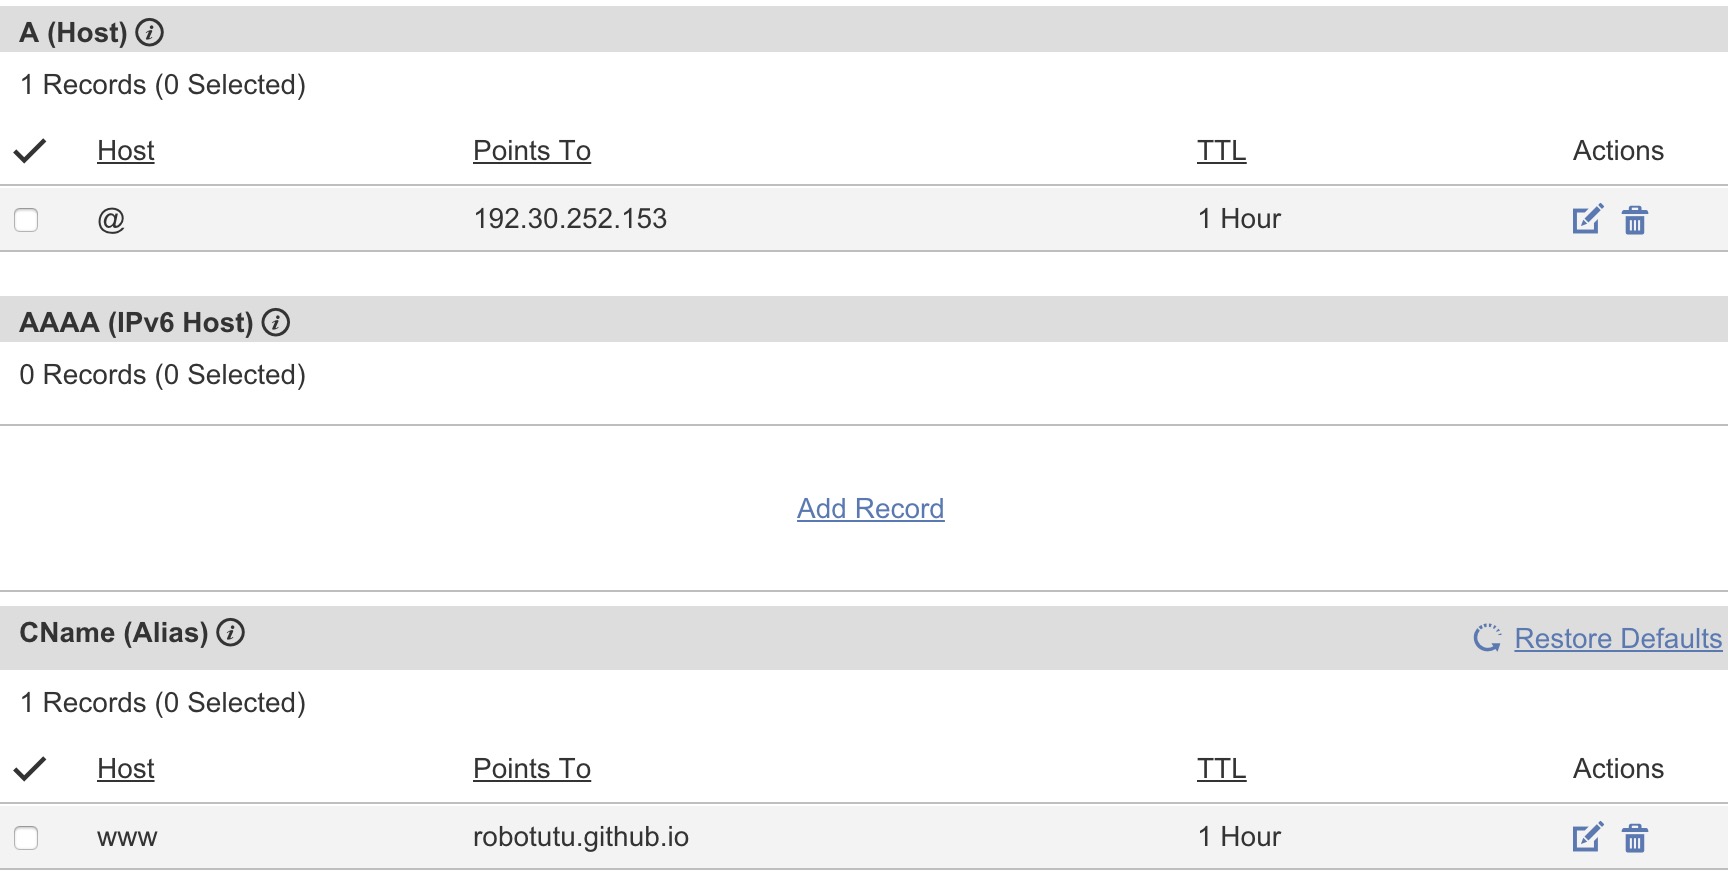 A (Host)
1 Records (0 Selected)
Host Points To TTL Actions
@ 192.30.252.153 1 Hour
AAAA (IPv6 Host)
0 Records (0 Selected)
Add Record
CName (Alias) Restore Defaults
1 Records (0 Selected)
Host Points To TTL Actions
www robotutu.github.io 1 Hour